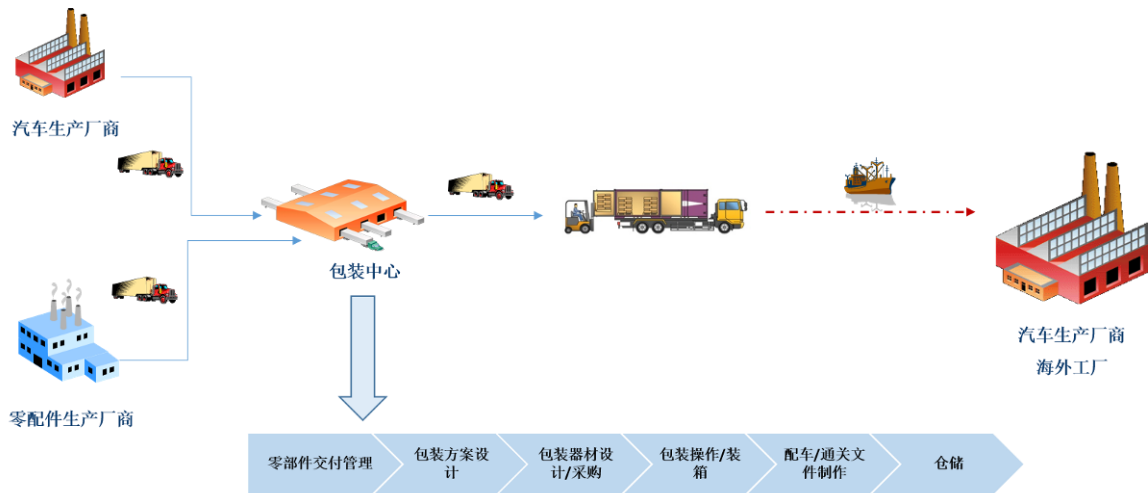 汽车生产厂商
包装中心
汽车生产厂商
海外工厂
零配件生产厂商
零部件交付管理
包装方案设
计
包装器材设
计/采购
包装操作/装
箱
配车/通关文
件制作
仓储